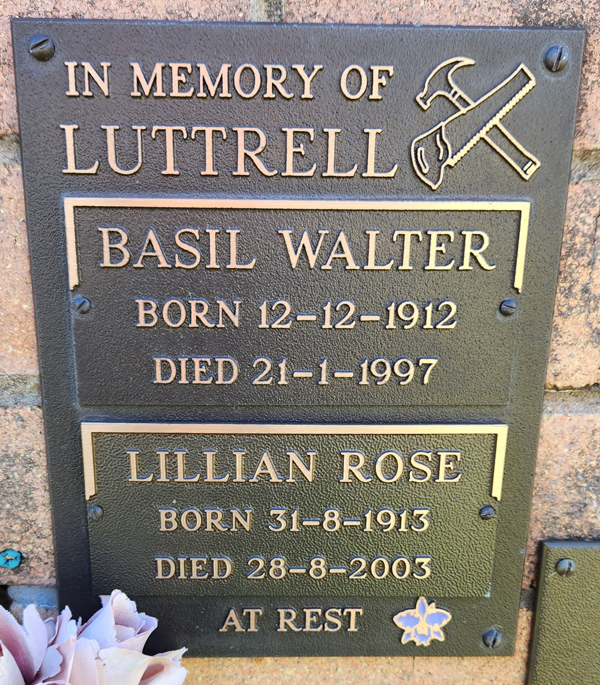 IN MEMORY OF
LUTTRELL
BASIL WALTER
BORN 12-12-1912
DIED 21-1-1997
LILLIAN ROSE
BORN 31-8-1913
DIED 28-8-2003
AT REST